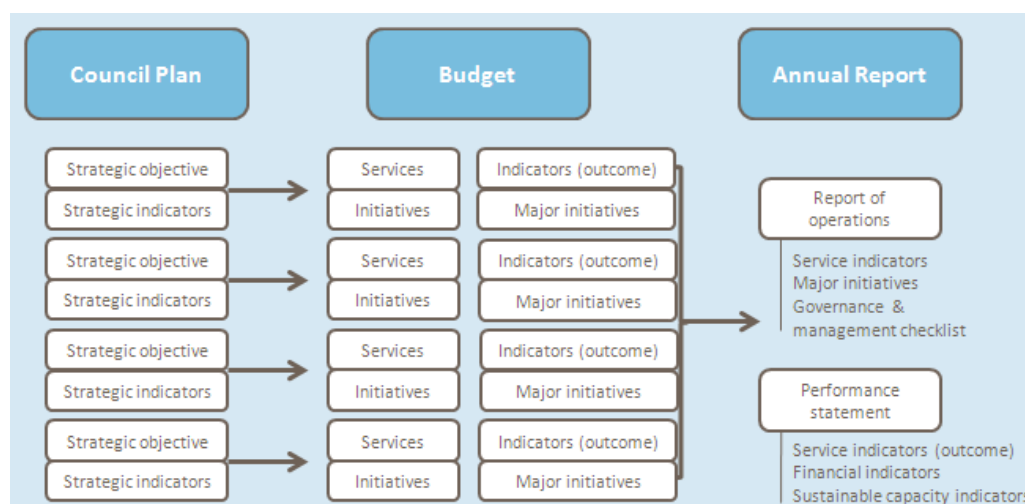 Council Plan
Budget
Annual Report
Strategic objective
Strategic indicators
Services
Initiatives
Indicators (outcome)
Major initiatives
Strategic objective
Strategic indicators
Services
Initiatives
Indicators (outcome)
Major initiatives
Strategic objective
Strategic indicators
Services
Initiatives
Indicators (outcome)
Major initiatives
Strategic objective
Strategic indicators
Services
Initiatives
Indicators (outcome)
Major initiatives
Report of
operations
Service indicators
Major initiatives
Governance &
management checklist
Performance
statement
Service indicators (outcome)
Financial indicators
Sustainable capacity indicators